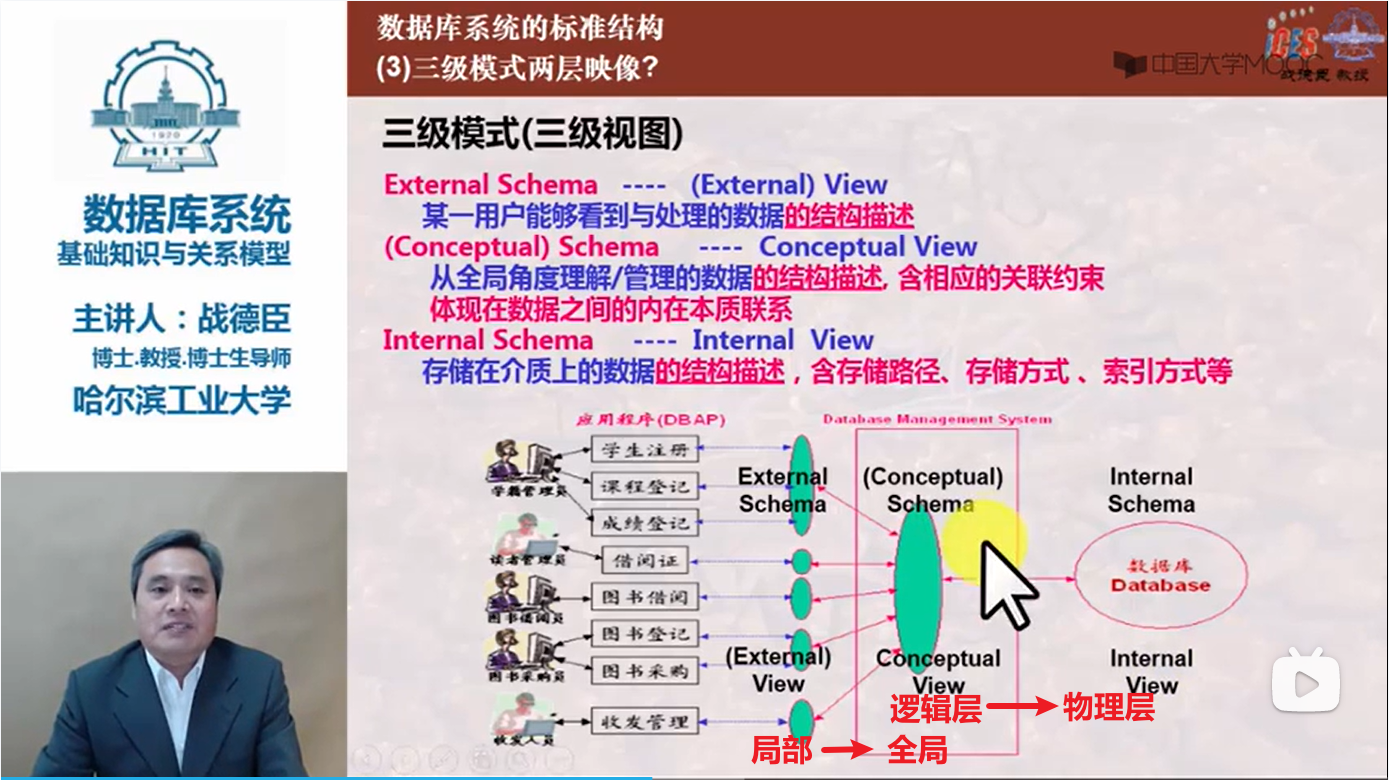 1920
HIT
数据库系统
基础知识与关系模型
主讲人：战德臣
博士.教授.博士生导师
哈尔滨工业大学
数据库系统的标准结构
(3)三级模式两层映像?
iCES
中国大学MOOC
战德臣 教授
三级模式(三级视图)
External Schema ---- (External) View
某一用户能够看到与处理的数据的结构描述
(Conceptual) Schema ---- Conceptual View
从全局角度理解/管理的数据的结构描述, 含相应的关联约束
体现在数据之间的内在本质联系
Internal Schema ---- Internal View
存储在介质上的数据的结构描述，含存储路径、存储方式 、索引方式等
应用程序(DBAP)
Database Management System
学籍管理员
学生注册
课程登记
成绩登记
读者管理员
借阅证
图书借阅员
图书借阅
图书采购员
图书登记
图书采购
收发人员
收发管理
External
Schema
(External)
View
(Conceptual)
Schema
Conceptual
View
Internal
Schema
数据库
Database
Internal
View
逻辑层
物理层
局部
全局